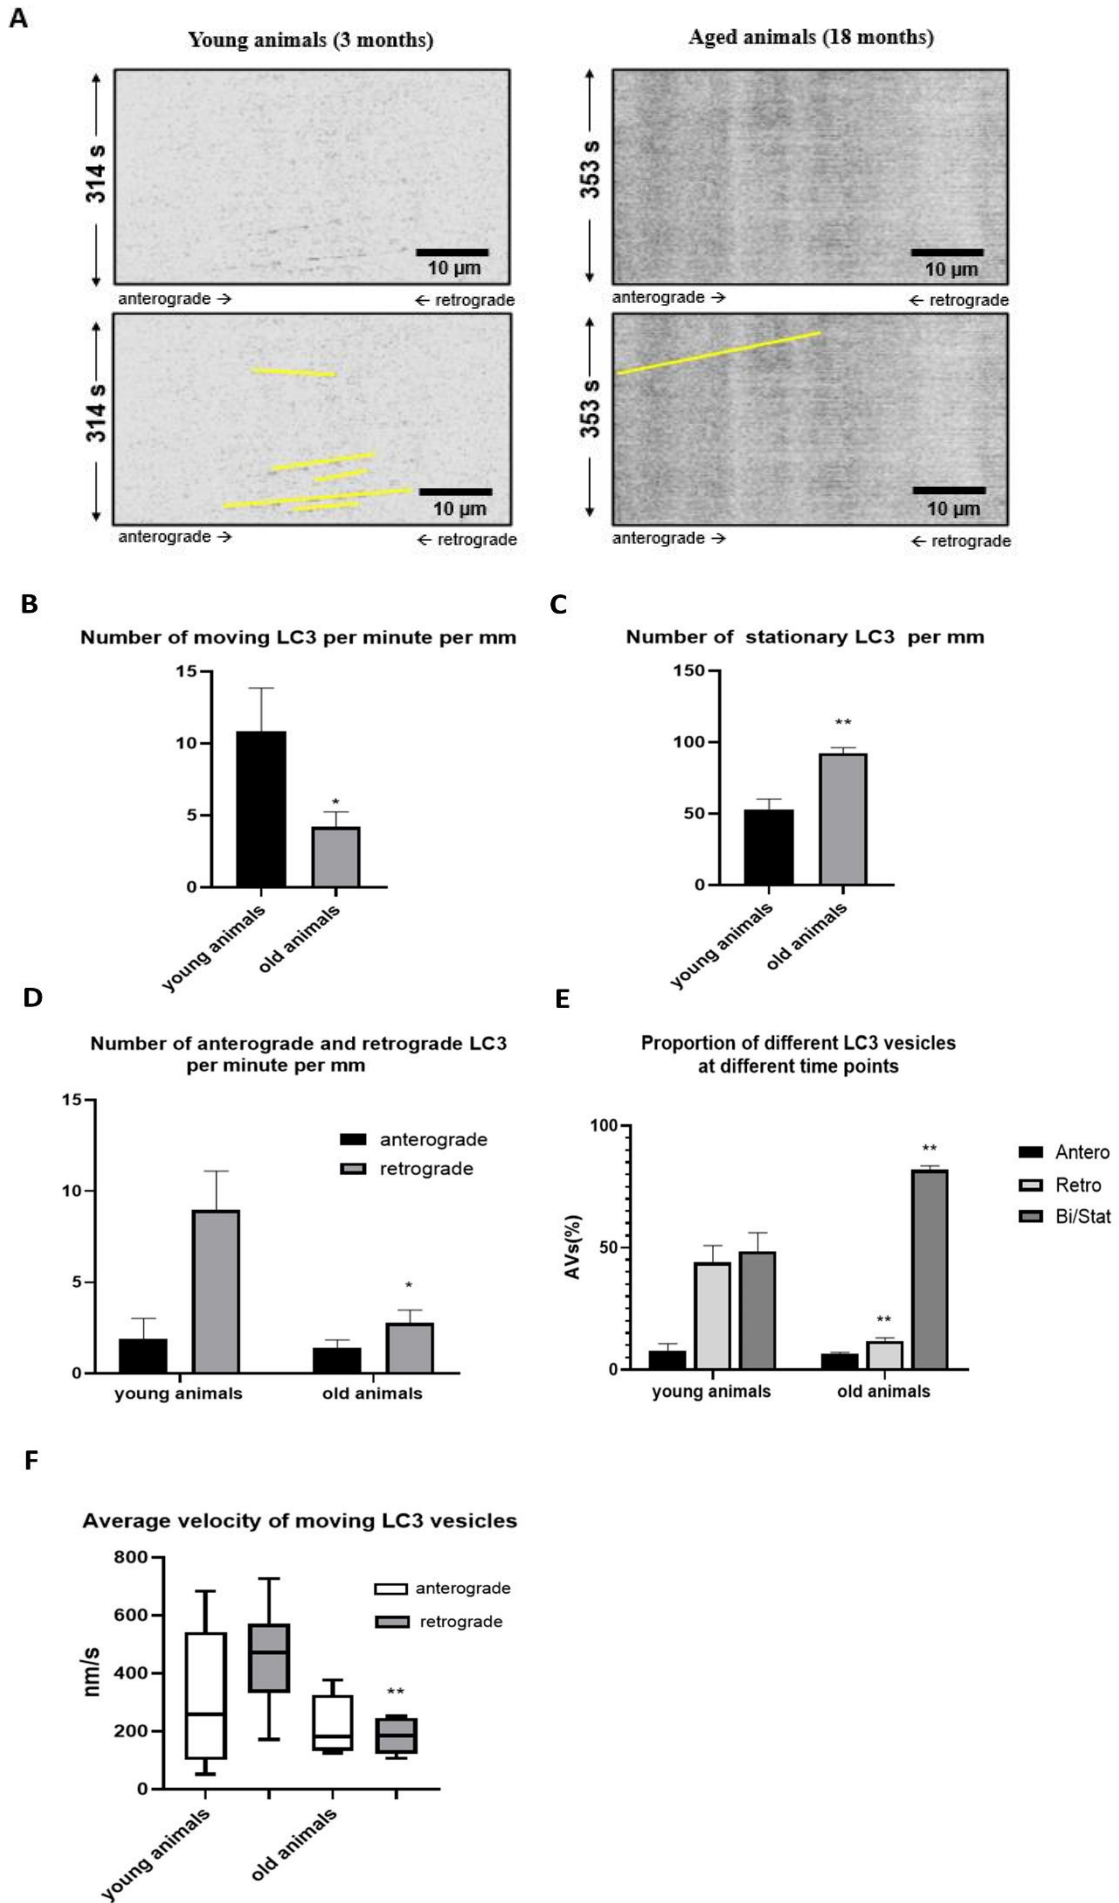 A
Young animals (3 months)
Aged animals (18 months)
314 s
10 µm
353 s
10 µm
anterograde →
← retrograde
anterograde →
← retrograde
314 s
10 µm
353 s
10 µm
anterograde →
← retrograde
anterograde →
← retrograde
B
Number of moving LC3 per minute per mm
15
10
5
0
*
young animals
old animals
C
Number of stationary LC3 per mm
150
100
50
0
**
young animals
old animals
D
Number of anterograde and retrograde LC3
per minute per mm
15
10
5
0
anterograde
retrograde
*
young animals
old animals
E
Proportion of different LC3 vesicles
at different time points
AVs(%)
100
50
0
**
**
Antero
Retro
Bi/Stat
young animals
old animals
F
Average velocity of moving LC3 vesicles
nm/s
800
600
400
200
0
anterograde
retrograde
**
young animals
old animals